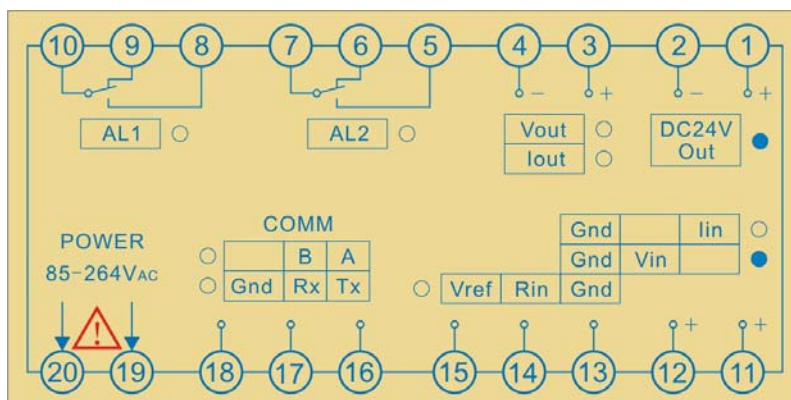 10 9 8 7 6 5 4 3 2 1
- + - +
AL1 AL2 Vout DC24V
Iout Out
COMM
POWER
85-264VAC
B A
Gnd Rx Tx
Gnd Iin
Gnd Vin
Vref Rin Gnd
+ +
20 19 18 17 16 15 14 13 12 11